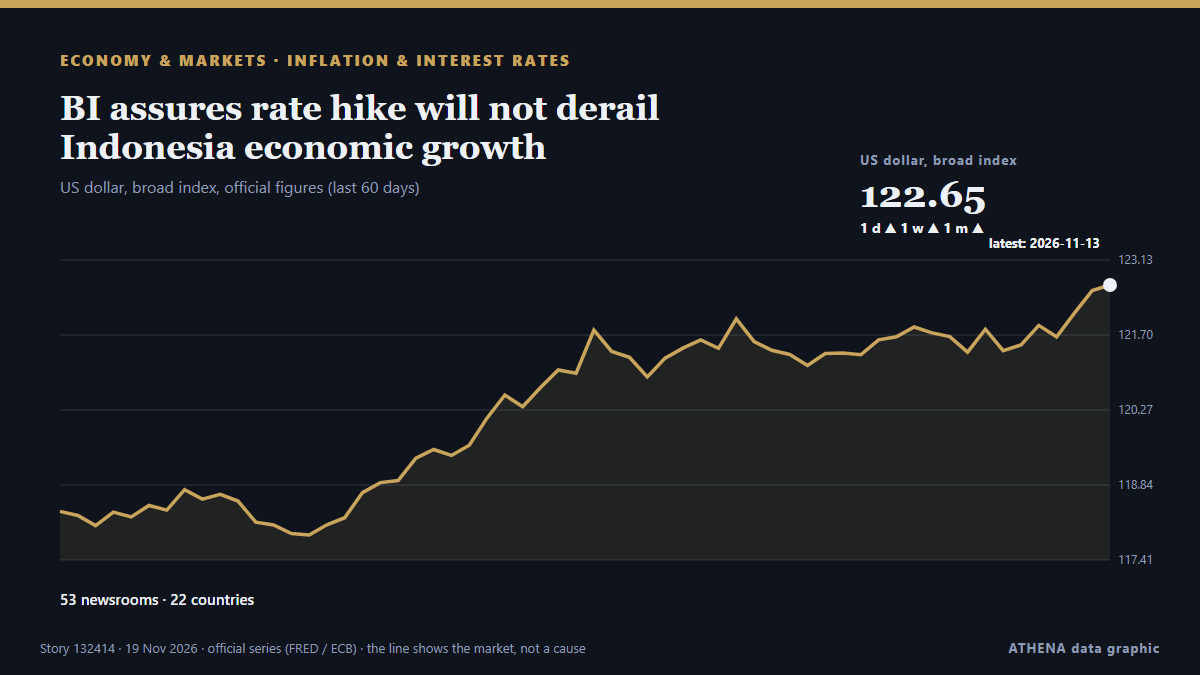 ECONOMY & MARKETS · INFLATION & INTEREST RATES
BI assures rate hike will not derail
Indonesia economic growth
US dollar, broad index, official figures (last 60 days)
US dollar, broad index
122.65
1 d ▲ 1 w ▲ 1 m ▲
latest: 2026-11-13
123.13
121.70
120.27
118.84
117.41
53 newsrooms · 22 countries
Story 132414 · 19 Nov 2026 · official series (FRED / ECB) · the line shows the market, not a cause
ATHENA data graphic